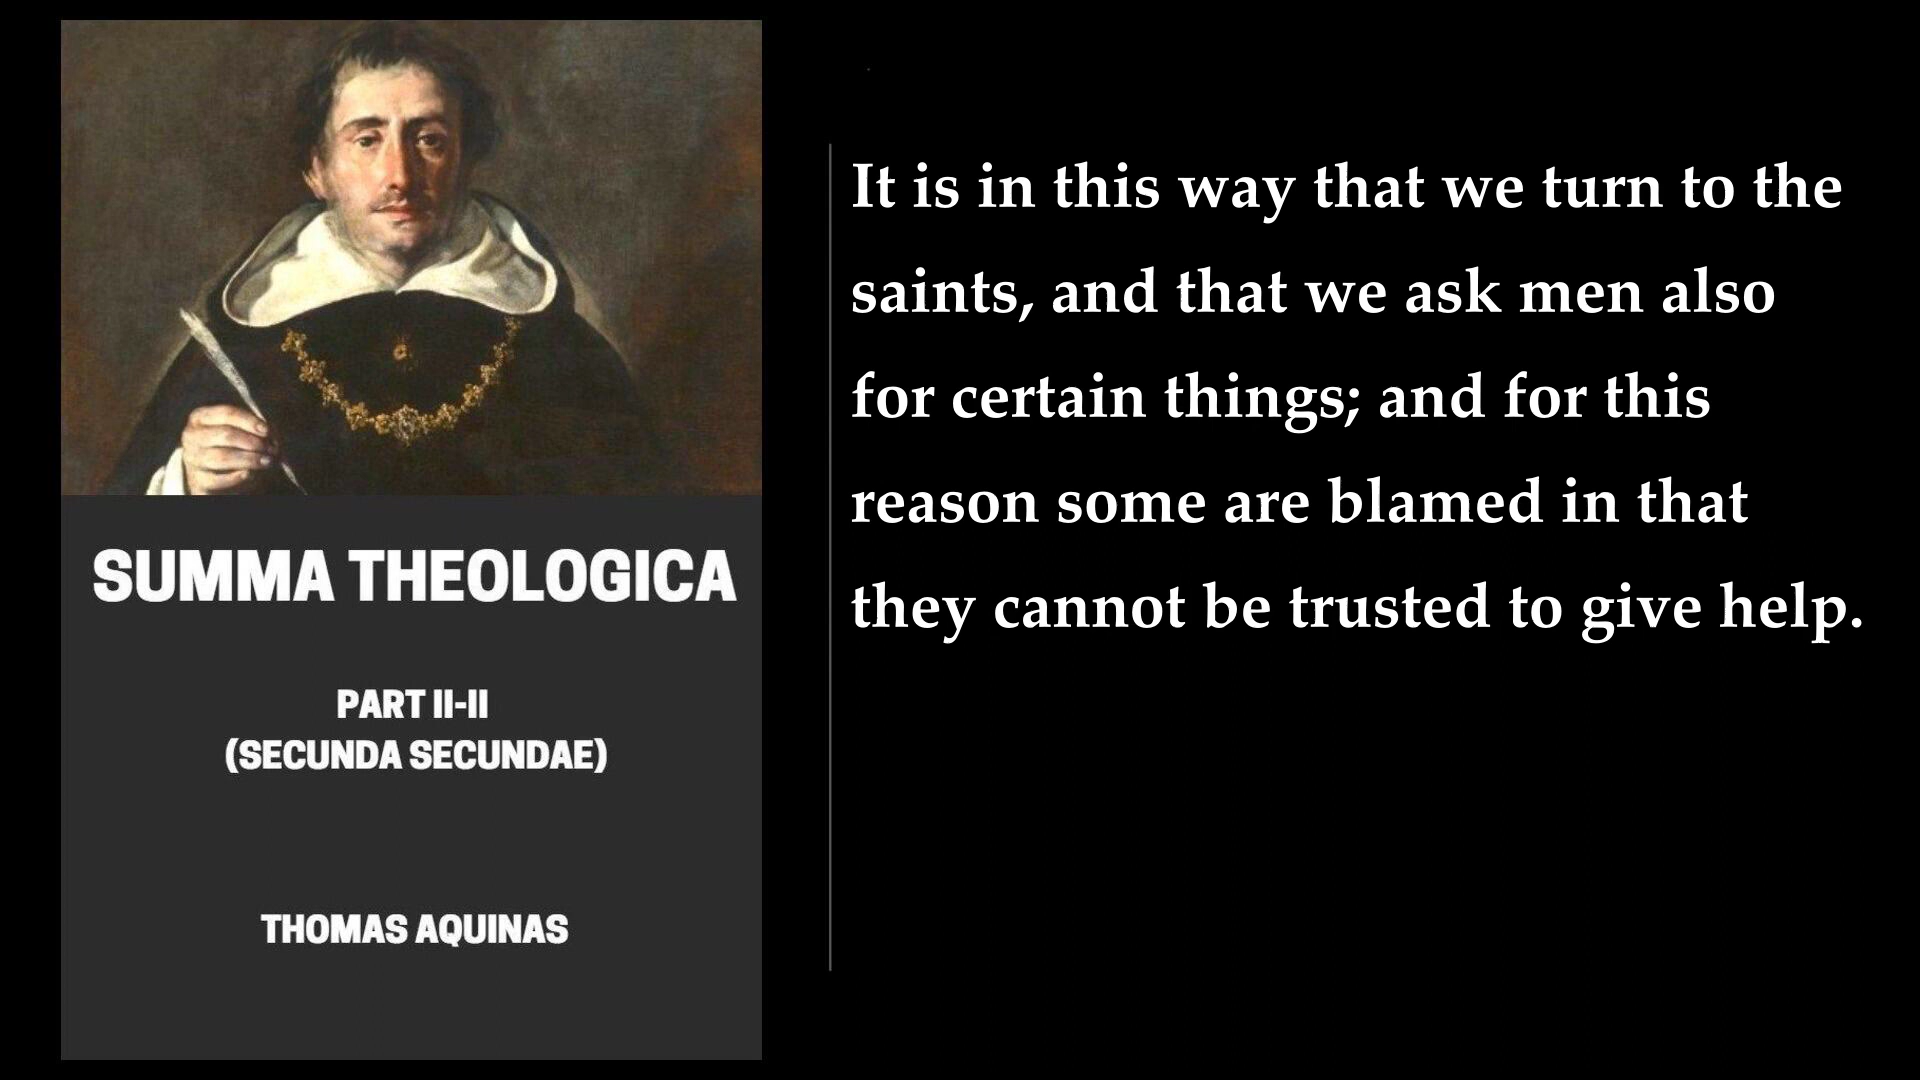 SUMMA THEOLOGICA
PART II-II
(SECUNDA SECUNDAE)
THOMAS AQUINAS
It is in this way that we turn to the
saints, and that we ask men also
for certain things; and for this
reason some are blamed in that
they cannot be trusted to give help.